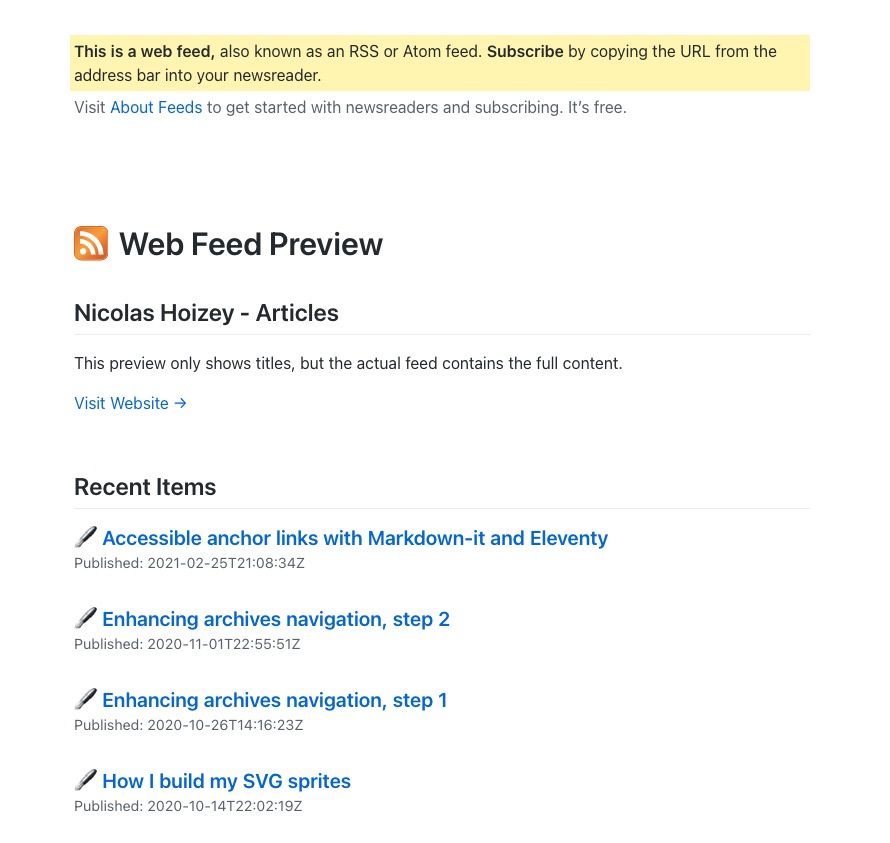 This is a web feed, also known as an RSS or Atom feed. Subscribe by copying the URL from the
address bar into your newsreader.
Visit About Feeds to get started with newsreaders and subscribing. It’s free.
Web Feed Preview
Nicolas Hoizey - Articles
This preview only shows titles, but the actual feed contains the full content.
Visit Website →
Recent Items
Accessible anchor links with Markdown-it and Eleventy
Published: 2021-02-25T21:08:34Z
Enhancing archives navigation, step 2
Published: 2020-11-01T22:55:51Z
Enhancing archives navigation, step 1
Published: 2020-10-26T14:16:23Z
How I build my SVG sprites
Published: 2020-10-14T22:02:19Z